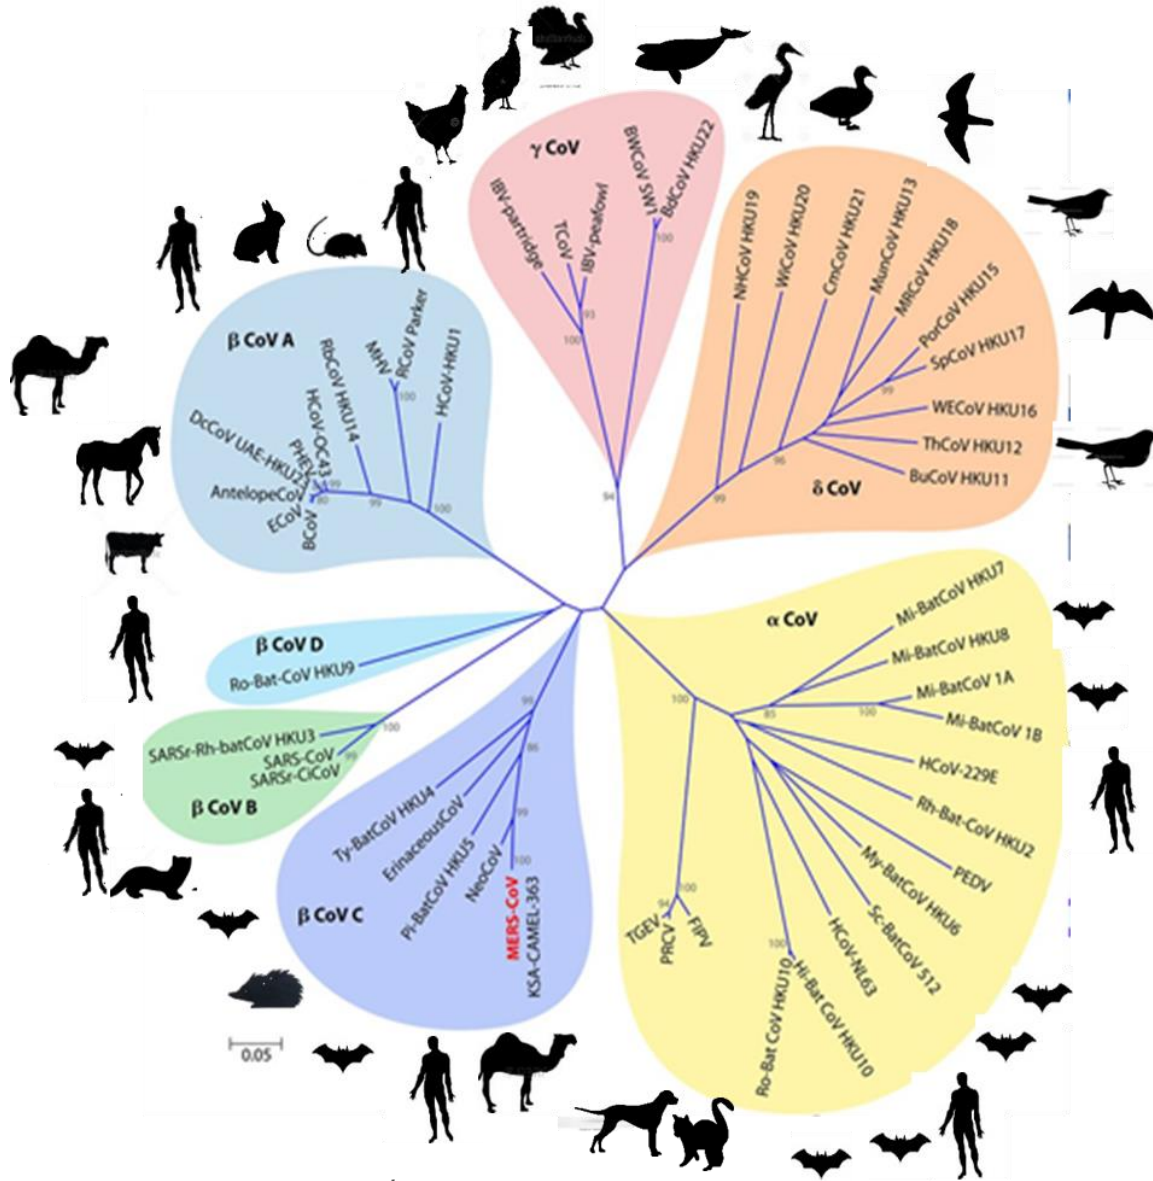 γ CoV
IBV-partridge
TCoV
IBV-peafowl
BWCoV SW1
BdCoV HKU22
93
100
100
94
NHCoV HKU19
WiCoV HKU20
CmCoV HKU21
MunCoV HKU13
MRCoV HKU18
PorCoV HKU15
SpCoV HKU17
WECoV HKU16
ThCoV HKU12
BuCoV HKU11
δ CoV
99
96
99
β CoV A
DcCoV UAE-HKU23
PHEV
HCoV-OC43
RbCoV HKU14
MHV
RCoV Parker
HCoV-HKU1
AntelopeCoV
ECoV
BCoV
99
99
100
100
β CoV D
Ro-Bat-CoV HKU9
SARSr-Rh-batCoV HKU3
SARS-CoV
SARSr-CiCoV
β CoV B
100
99
Ty-BatCoV HKU4
ErinaceousCoV
Pi-BatCoV HKU5
NeoCoV
MERS-CoV
KSA-CAMEL-363
β CoV C
99
86
99
100
α CoV
Mi-BatCoV HKU7
Mi-BatCoV HKU8
Mi-BatCoV 1A
Mi-BatCoV 1B
HCoV-229E
Rh-Bat-CoV HKU2
PEDV
My-BatCoV HKU6
Sc-BatCoV 512
HCoV-NL63
Hi-Bat CoV HKU10
Ro-Bat CoV HKU10
TGEV
PRCV
FIPV
100
85
100
100
94
100
0.05